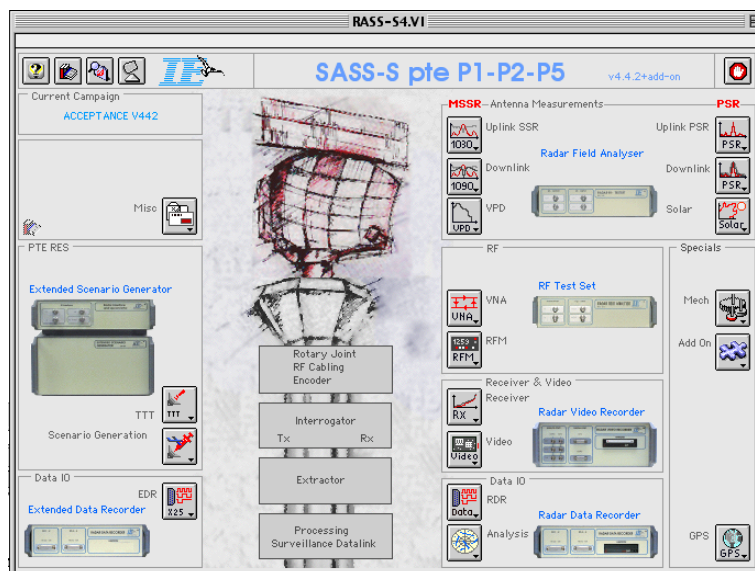 RASS-S4.VI
IE
SASS-S pte P1-P2-P5
v4.4.2+add-on
Current Campaign
ACCEPTANCE V442
Misc
PTE RES
Extended Scenario Generator
TTT
TTT
Scenario Generation
Data IO
EDR
X25
Extended Data Recorder
Rotary Joint
RF Cabling
Encoder
Interrogator
Tx Rx
Extractor
Processing
Surveillance Datalink
MSSR Antenna Measurements PSR
Uplink SSR
1030
Uplink PSR
PSR
Radar Field Analyser
Downlink
1090
Downlink
PSR
VPD
VPD
Solar
Solar
RF
RF Test Set
VNA
VNA
RFM
RFM
Receiver & Video
Receiver
RX
Radar Video Recorder
Video
Video
Data IO
RDR
Data
Radar Data Recorder
Analysis
Specials
Mech
Add On
GPS
GPS